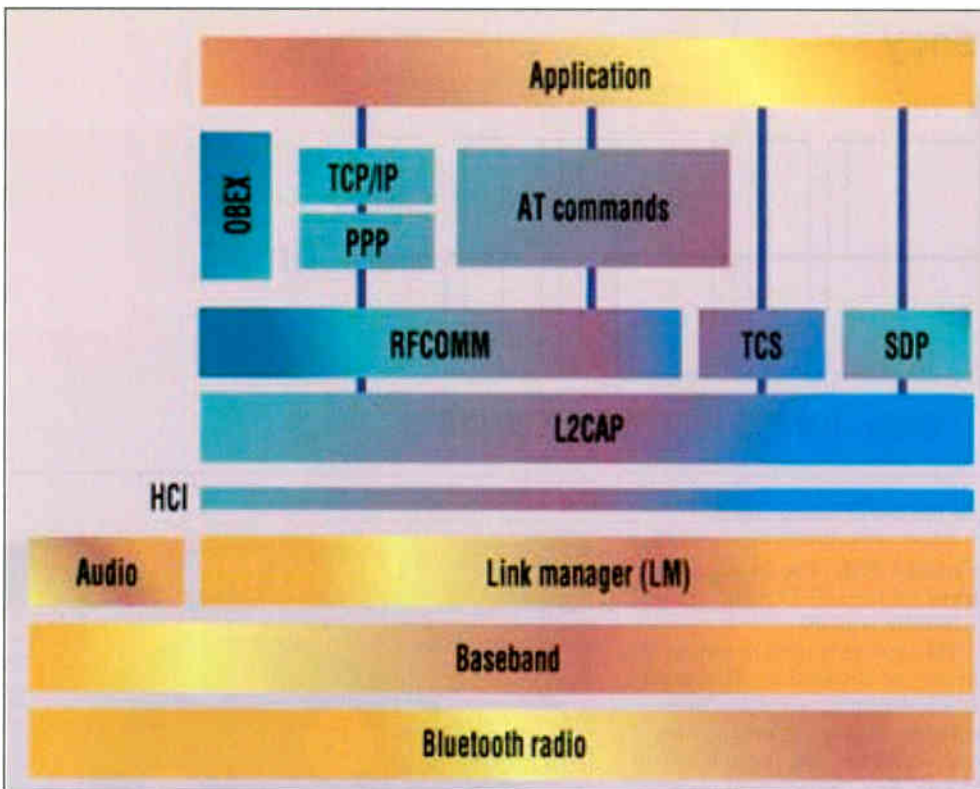 Application
OBEX
TCP/IP
PPP
AT commands
RFCOMM
TCS
SDP
L2CAP
HCI
Audio
Link manager (LM)
Baseband
Bluetooth radio